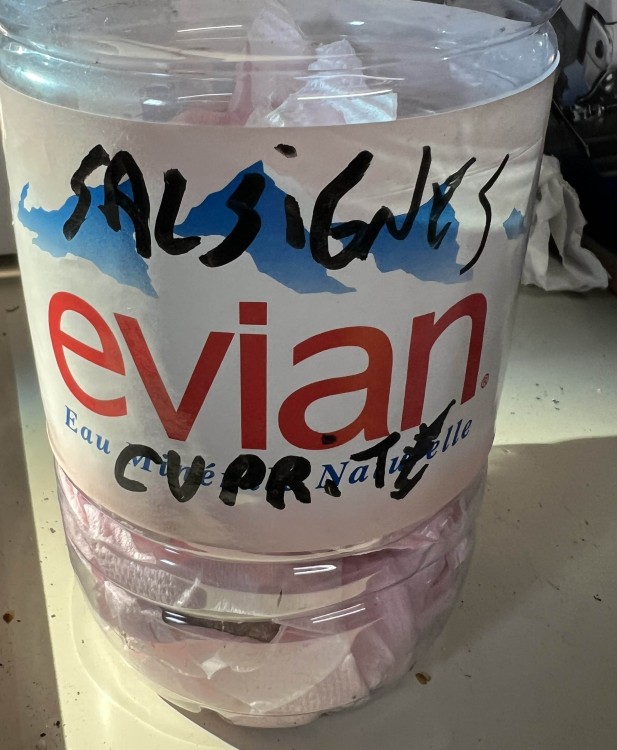 SALSIGNES
evian®
Eau Minérale Naturelle
CUPRITE